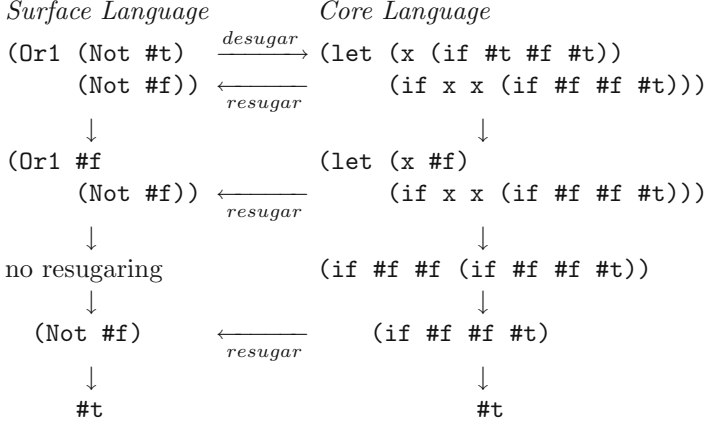 Surface Language Core Language
(Or1 (Not #t) desugar (let (x (if #t #f #t))
(Not #f)) resugar (if x x (if #f #f #t)))
(Or1 #f (let (x #f)
(Not #f)) resugar (if x x (if #f #f #t)))
no resugaring (if #f #f (if #f #f #t))
(Not #f) resugar (if #f #f #t)
#t #t